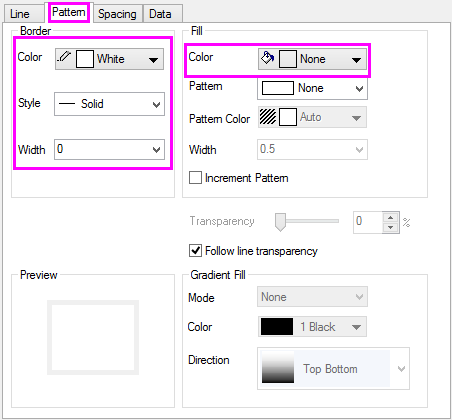 Line Pattern Spacing Data
Border
Color White
Style Solid
Width 0
Fill
Color None
Pattern None
Pattern Color Auto
Width 0.5
Increment Pattern
Transparency 0 %
Follow line transparency
Preview
Gradient Fill
Mode None
Color 1 Black
Direction Top Bottom